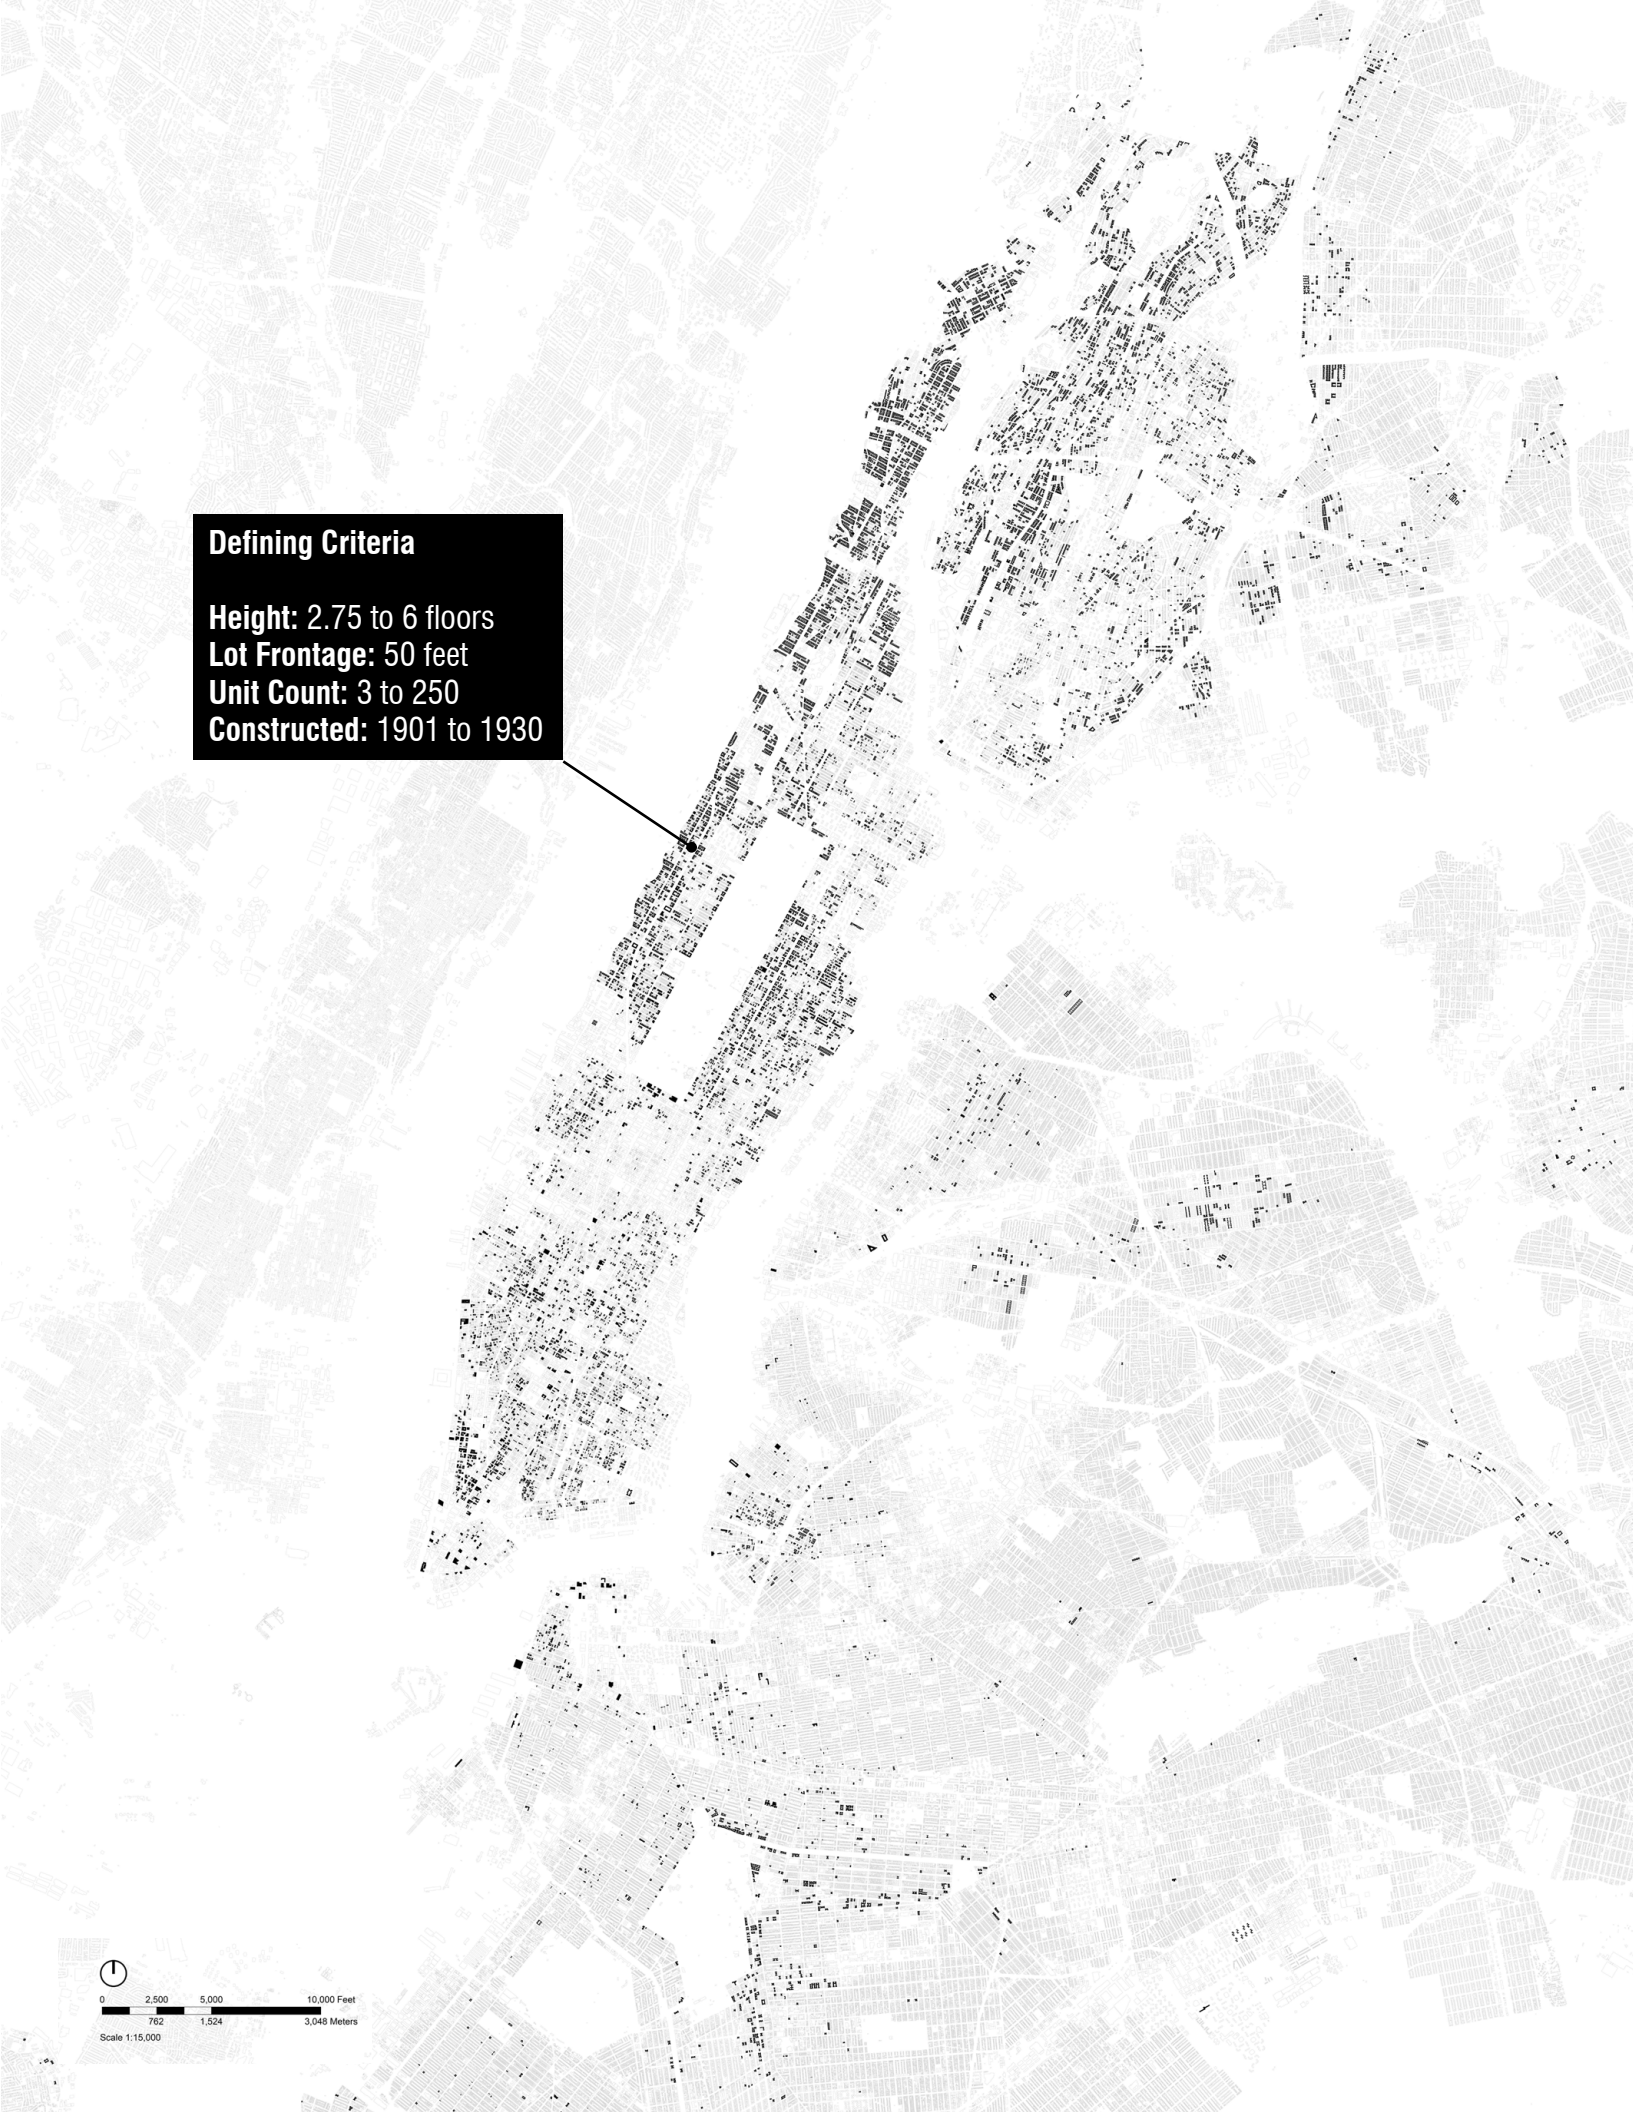 Defining Criteria
Height: 2.75 to 6 floors
Lot Frontage: 50 feet
Unit Count: 3 to 250
Constructed: 1901 to 1930
0 2,500 5,000 10,000 Feet
762 1,524 3,048 Meters
Scale 1:15,000